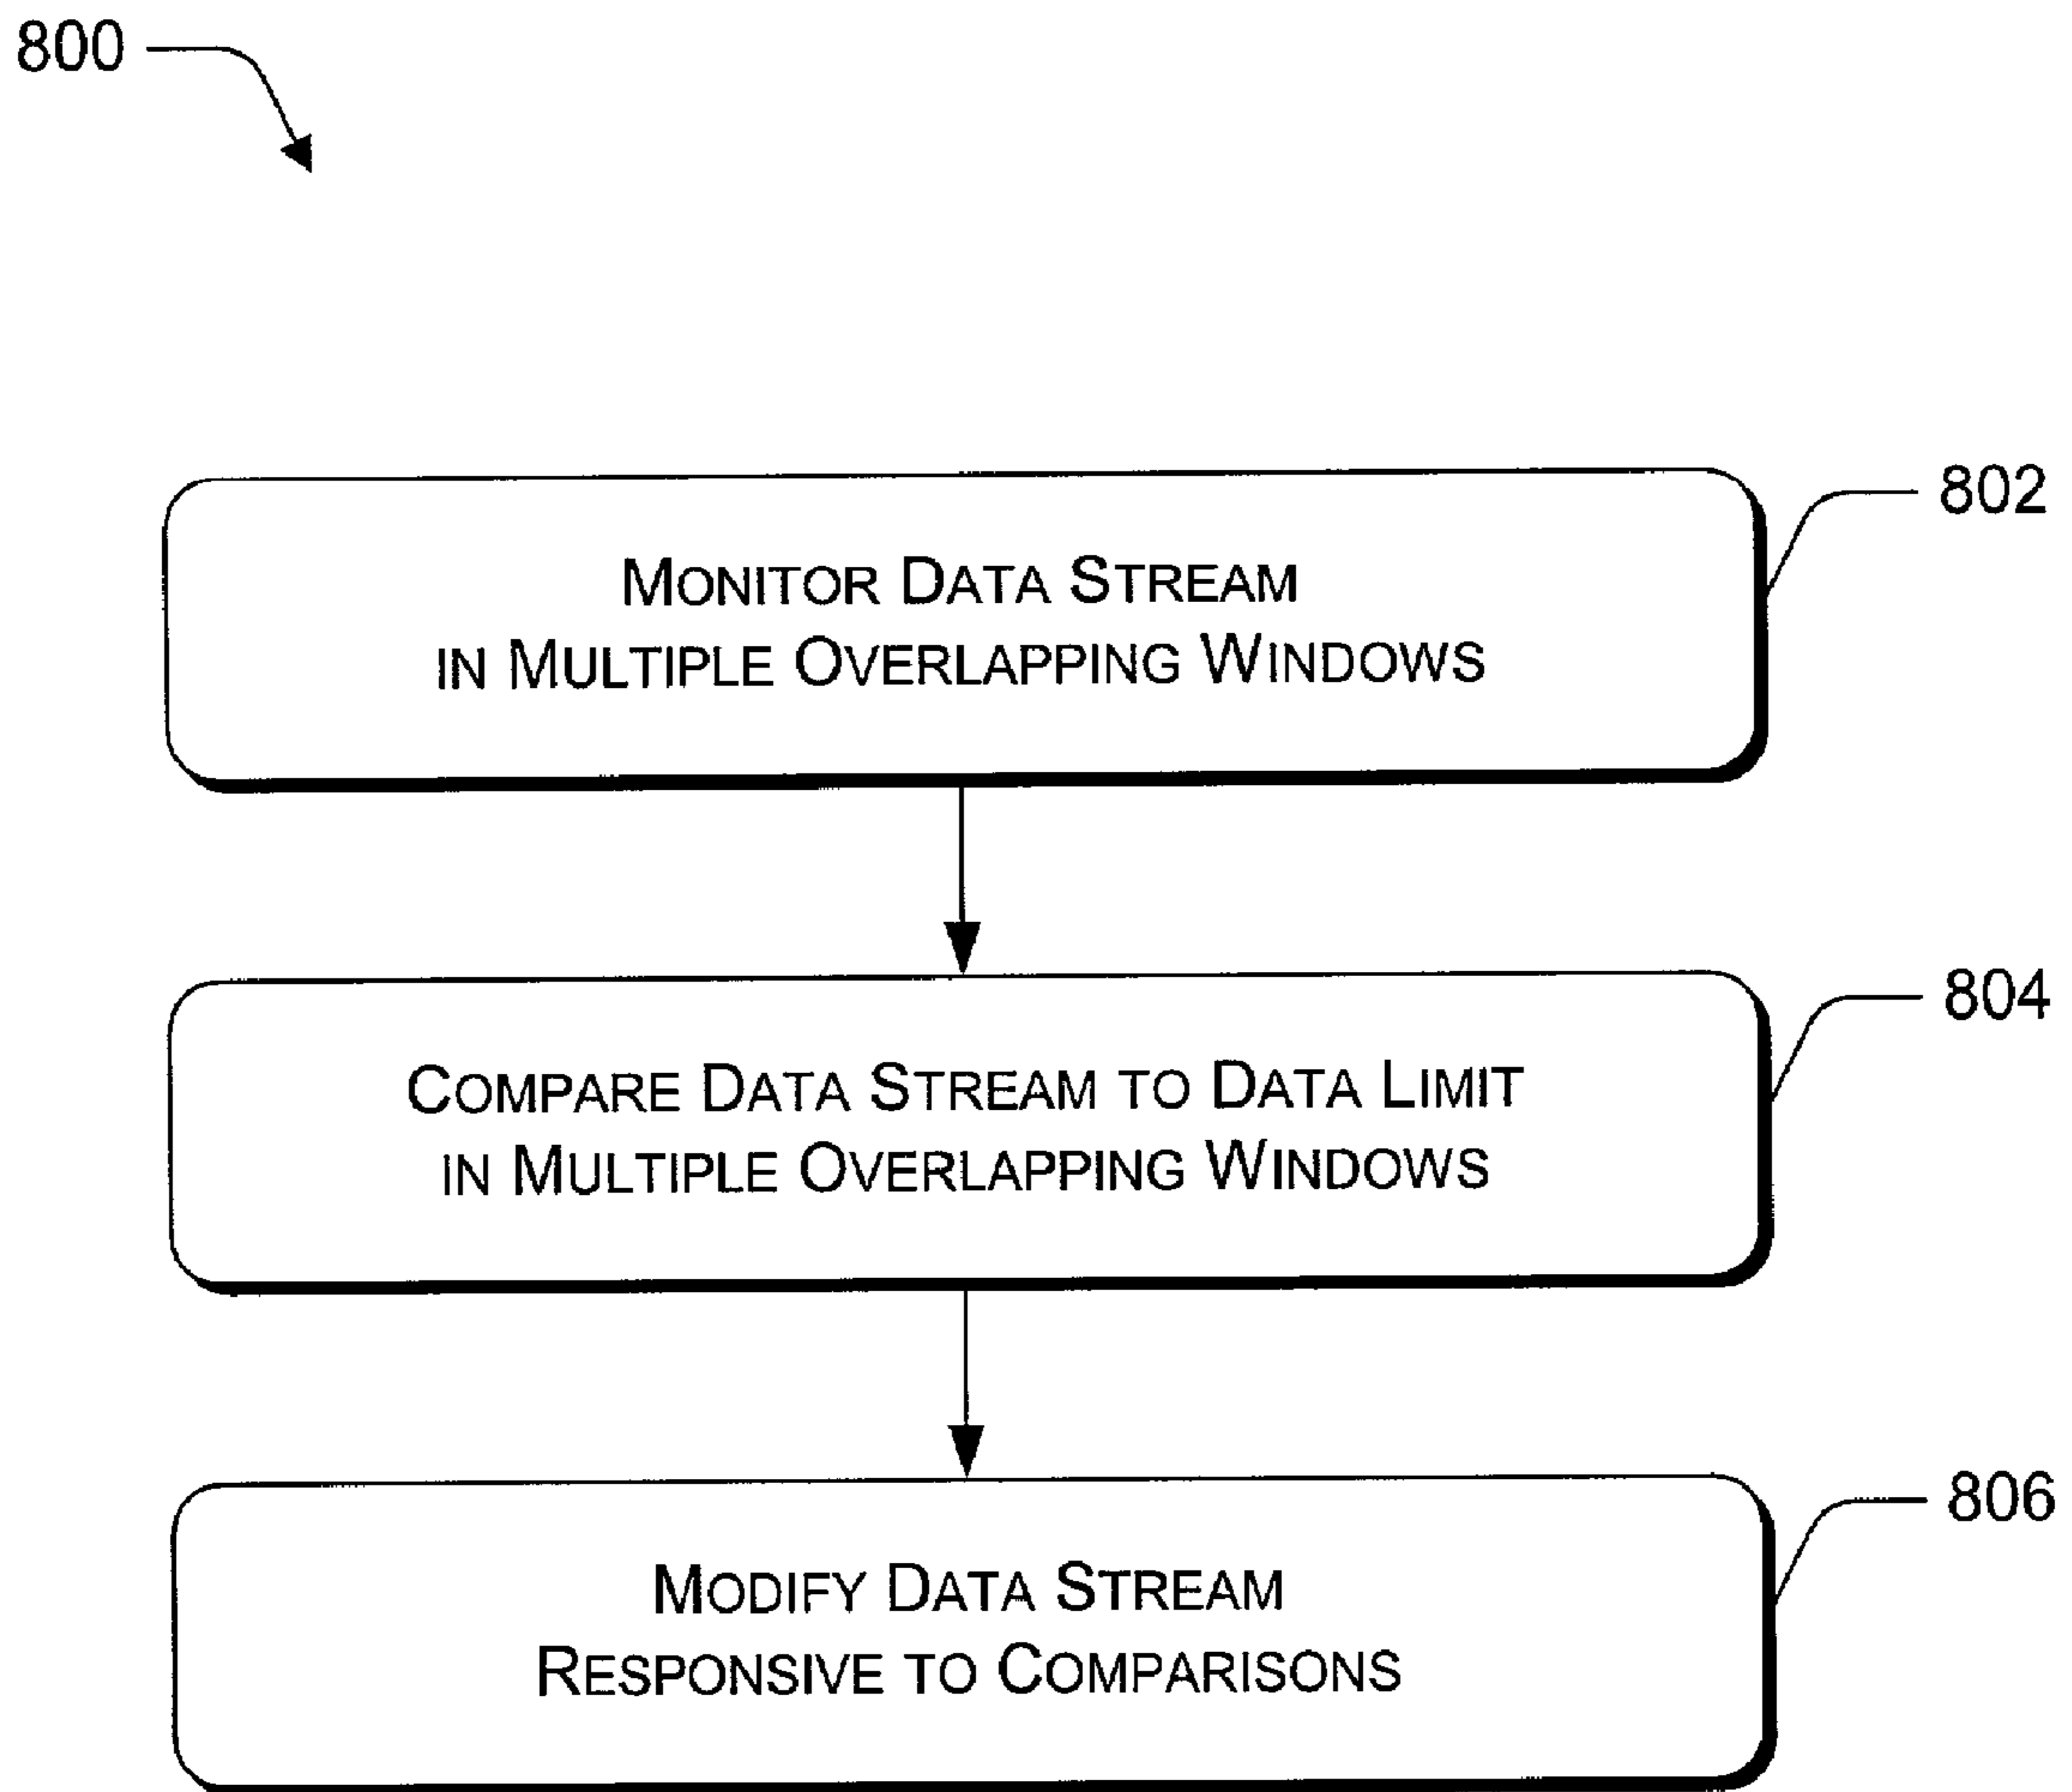 800
802
MONITOR DATA STREAM
IN MULTIPLE OVERLAPPING WINDOWS
804
COMPARE DATA STREAM TO DATA LIMIT
IN MULTIPLE OVERLAPPING WINDOWS
806
MODIFY DATA STREAM
RESPONSIVE TO COMPARISONS